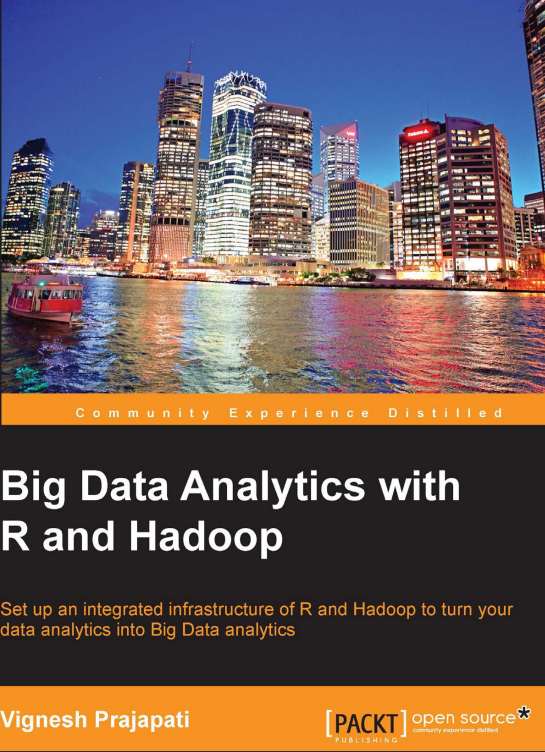 Community Experience Distilled
Big Data Analytics with
R and Hadoop
Set up an integrated infrastructure of R and Hadoop to turn your
data analytics into Big Data analytics
Vignesh Prajapati
[PACKT] open source*
PUBLISHING
community experience distilled